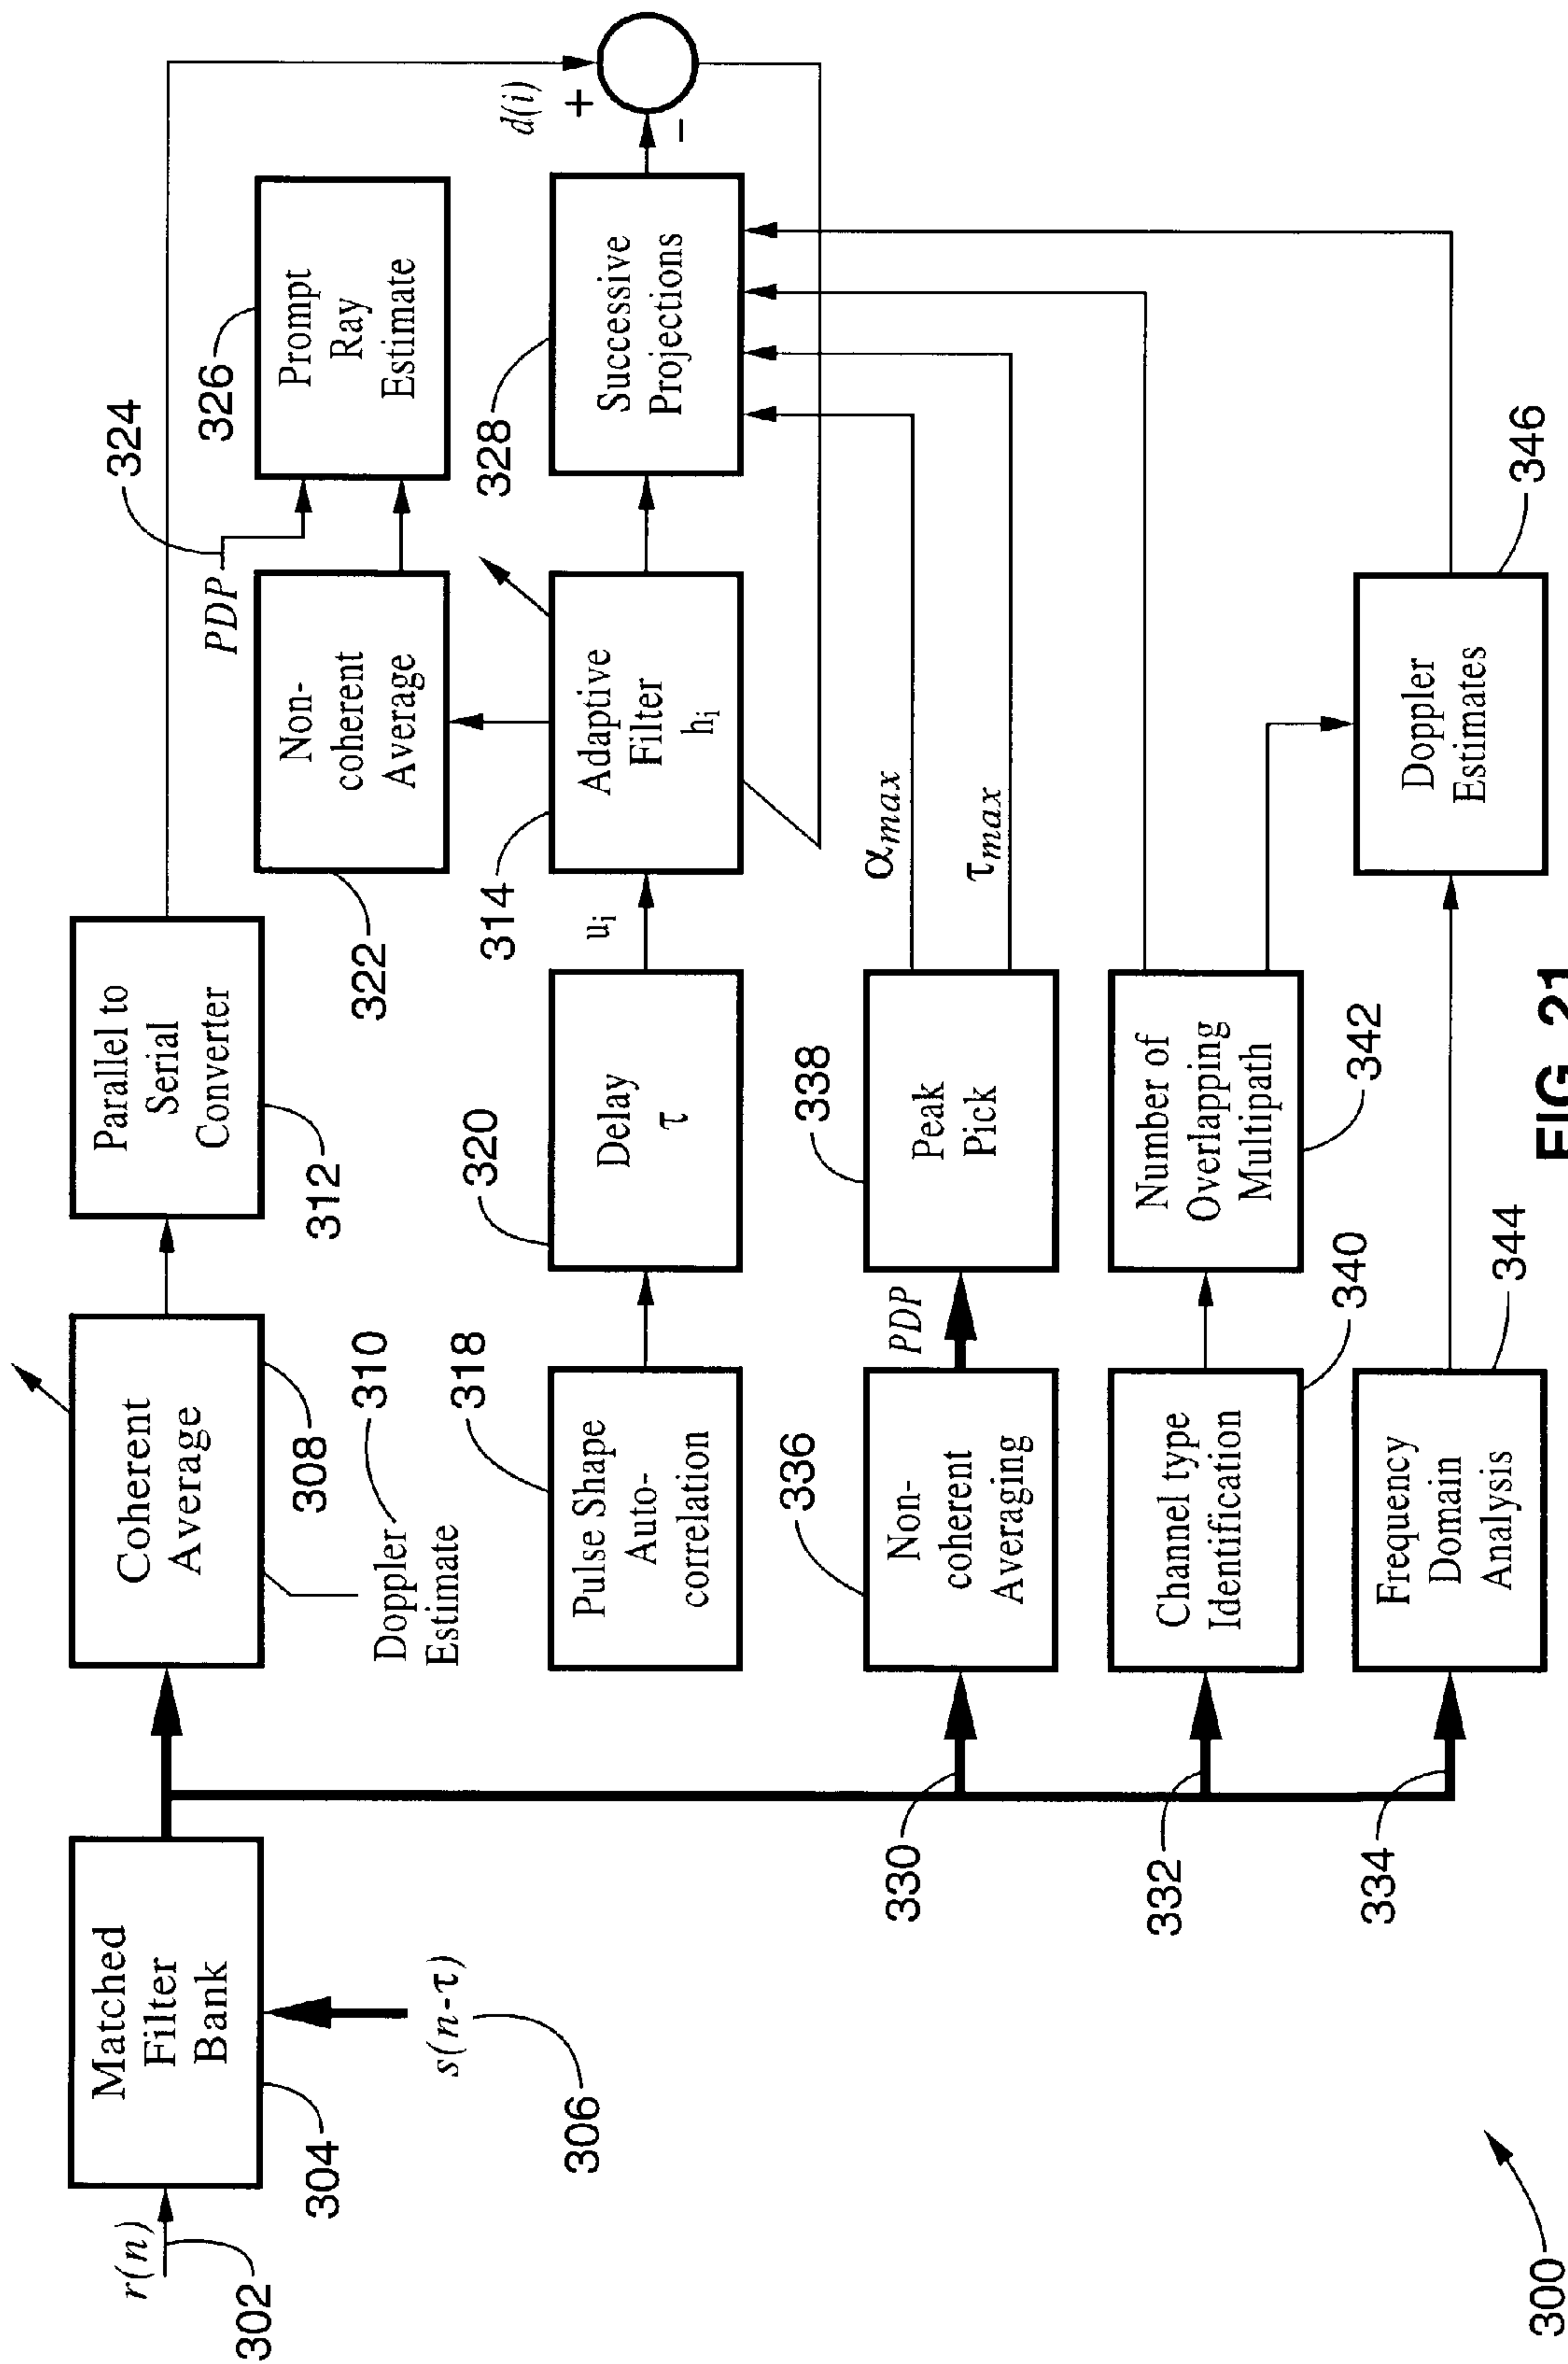 r(n)
302
Matched
Filter
Bank
304
s(n-τ)
306
Coherent
Average
308
Doppler
Estimate
310
Parallel to
Serial
Converter
312
Pulse Shape
Auto-
correlation
318
Delay
τ
320
u_i
Adaptive
Filter
h_i
314
Non-
coherent
Average
322
PDP
324
Prompt
Ray
Estimate
326
Successive
Projections
328
d(i)
+
-
330
Non-
coherent
Averaging
336
PDP
Peak
Pick
338
α_max
τ_max
332
Channel type
Identification
340
Number of
Overlapping
Multipath
342
334
Frequency
Domain
Analysis
344
Doppler
Estimates
346
300
FIG. 21